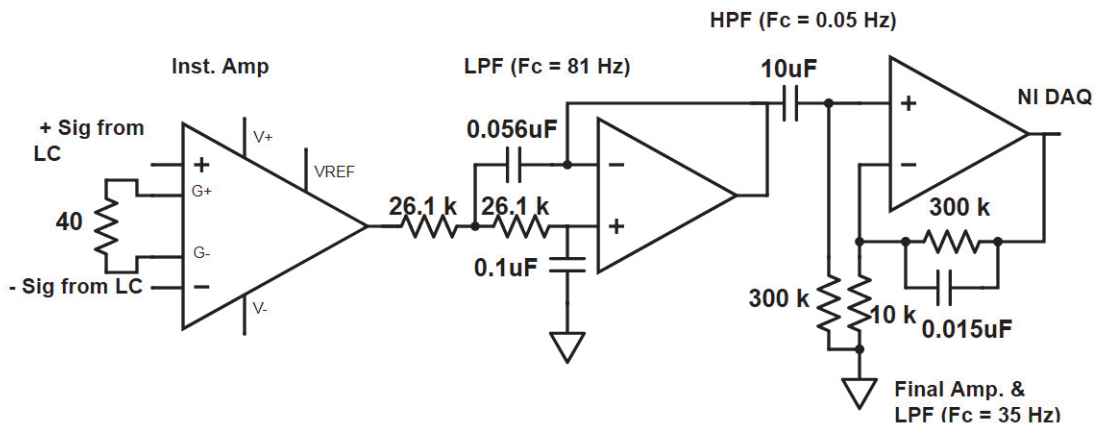 HPF (Fc = 0.05 Hz)
Inst. Amp
LPF (Fc = 81 Hz)
10uF
NI DAQ
+ Sig from
LC
V+
VREF
0.056uF
+
G+
40
G-
-
- Sig from LC
V-
26.1 k
26.1 k
-
+
0.1uF
+
-
300 k
300 k
10 k
0.015uF
Final Amp. &
LPF (Fc = 35 Hz)